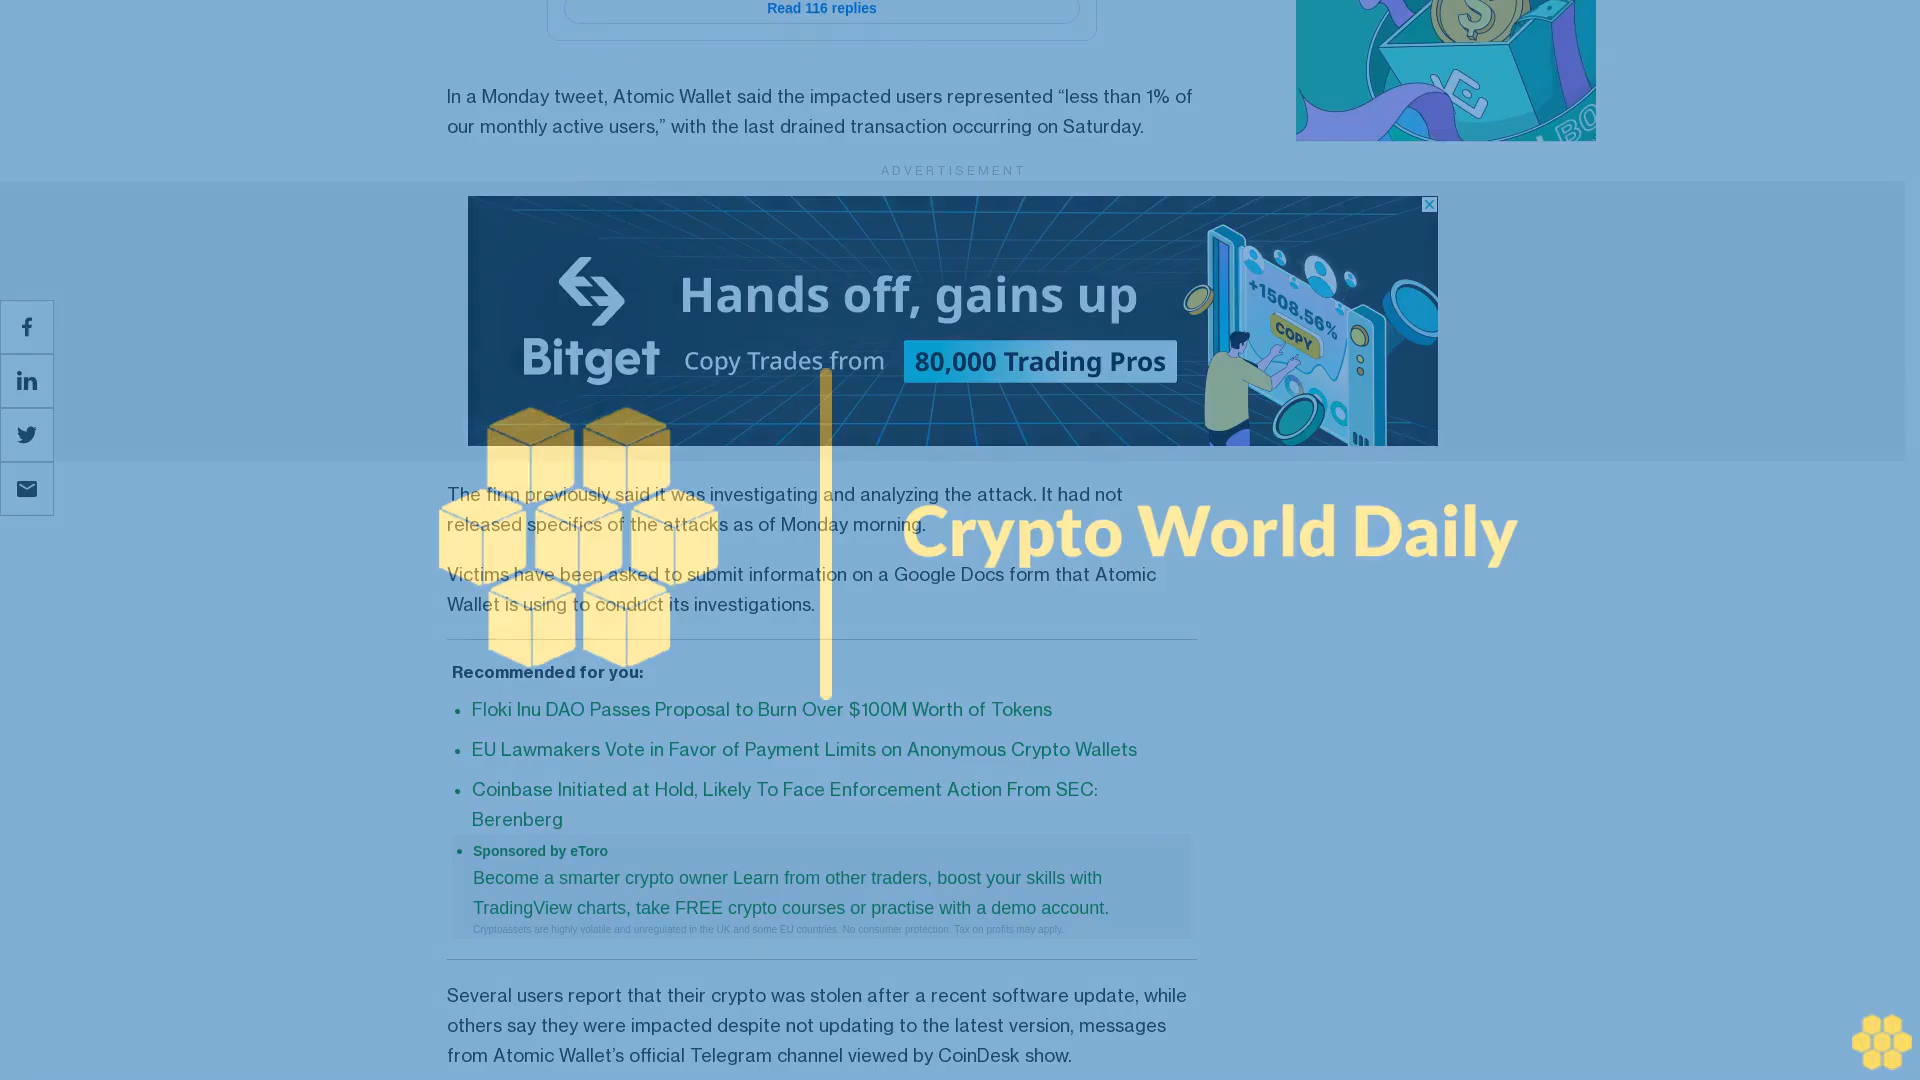 Read 116 replies
In a Monday tweet, Atomic Wallet said the impacted users represented “less than 1% of
our monthly active users,” with the last drained transaction occurring on Saturday.
ADVERTISEMENT
Hands off, gains up
Bitget
Copy Trades from 80,000 Trading Pros
+1508.56%
COPY
The firm previously said it was investigating and analyzing the attack. It had not
released specifics of the attacks as of Monday morning.
Crypto World Daily
Victims have been asked to submit information on a Google Docs form that Atomic
Wallet is using to conduct its investigations.
Recommended for you:
• Floki Inu DAO Passes Proposal to Burn Over $100M Worth of Tokens
• EU Lawmakers Vote in Favor of Payment Limits on Anonymous Crypto Wallets
• Coinbase Initiated at Hold, Likely To Face Enforcement Action From SEC:
Berenberg
• Sponsored by eToro
Become a smarter crypto owner Learn from other traders, boost your skills with
TradingView charts, take FREE crypto courses or practise with a demo account.
Cryptoassets are highly volatile and unregulated in the UK and some EU countries. No consumer protection. Tax on profits may apply.
Several users report that their crypto was stolen after a recent software update, while
others say they were impacted despite not updating to the latest version, messages
from Atomic Wallet’s official Telegram channel viewed by CoinDesk show.